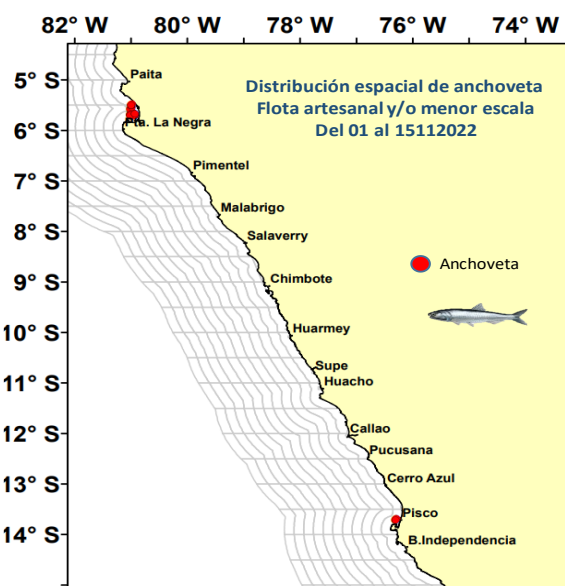 82° W 80° W 78° W 76° W 74° W
5° S
6° S
7° S
8° S
9° S
10° S
11° S
12° S
13° S
14° S
Distribución espacial de anchoveta
Flota artesanal y/o menor escala
Del 01 al 15112022
Paita
Pta. La Negra
Pimentel
Malabrigo
Salaverry
Chimbote
Huarmey
Supe
Huacho
Callao
Pucusana
Cerro Azul
Pisco
B.Independencia
Anchoveta